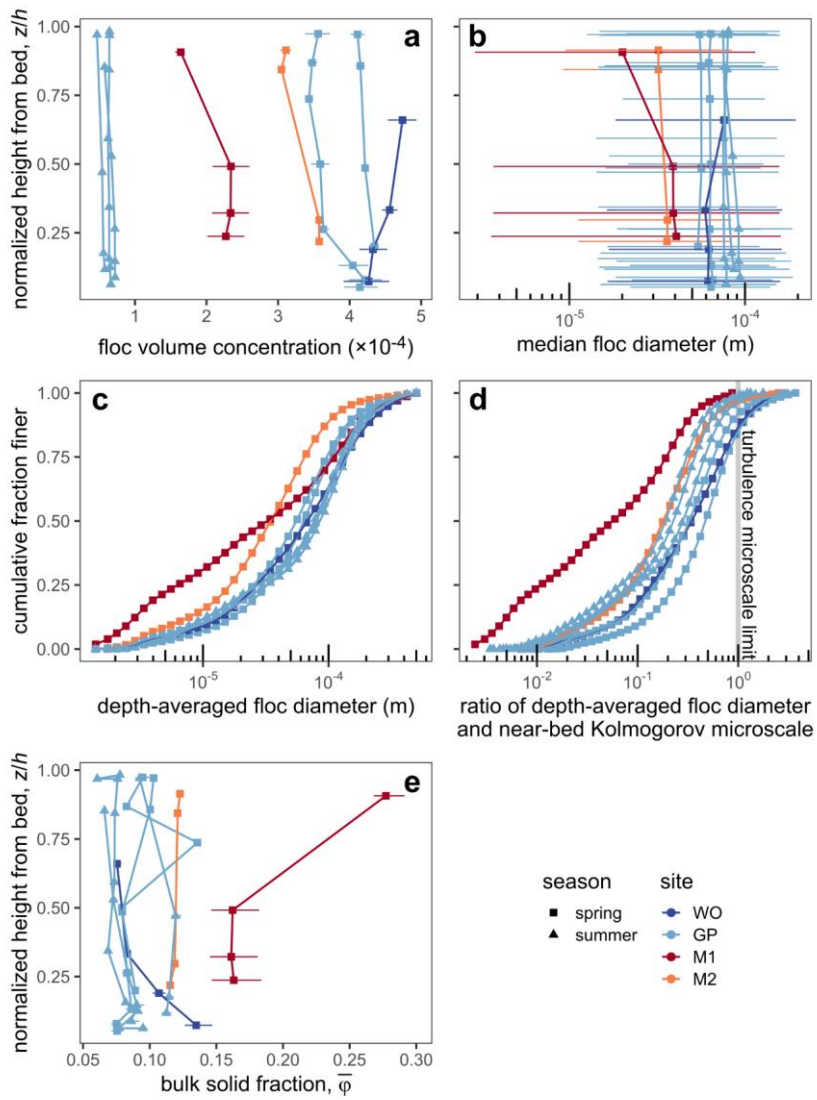 a
b
normalized height from bed, z/h
1.00
0.75
0.50
0.25
1
2
3
4
5
floc volume concentration (×10⁻⁴)
10⁻⁵
10⁻⁴
median floc diameter (m)
c
d
cumulative fraction finer
1.00
0.75
0.50
0.25
0.00
10⁻⁵
10⁻⁴
depth-averaged floc diameter (m)
turbulence microscale limit
10⁻²
10⁻¹
10⁰
ratio of depth-averaged floc diameter
and near-bed Kolmogorov microscale
e
normalized height from bed, z/h
1.00
0.75
0.50
0.25
0.05
0.10
0.15
0.20
0.25
0.30
bulk solid fraction, φ̅
season
spring
summer
site
WO
GP
M1
M2